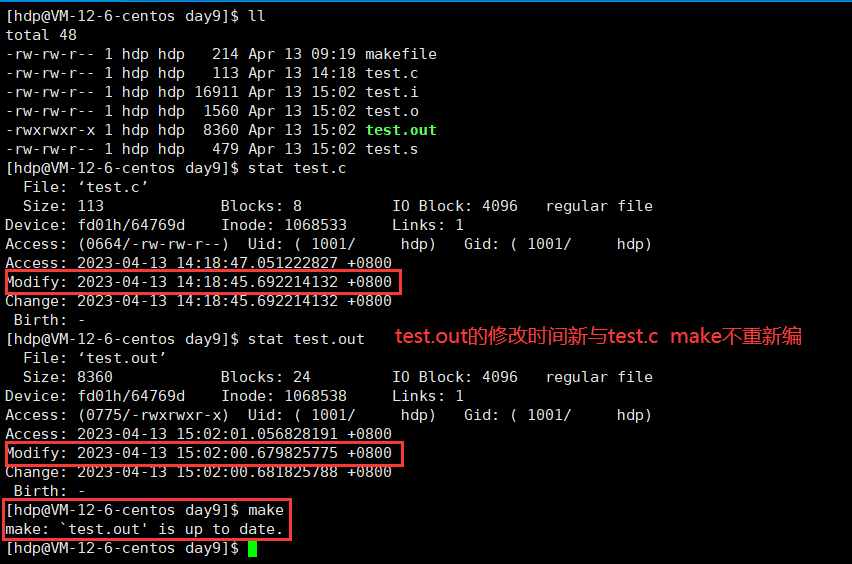 [hdp@VM-12-6-centos day9]$ ll
total 48
-rw-rw-r-- 1 hdp hdp   214 Apr 13 09:19 makefile
-rw-rw-r-- 1 hdp hdp   113 Apr 13 14:18 test.c
-rw-rw-r-- 1 hdp hdp 16911 Apr 13 15:02 test.i
-rw-rw-r-- 1 hdp hdp  1560 Apr 13 15:02 test.o
-rwxrwxr-x 1 hdp hdp  8360 Apr 13 15:02 test.out
-rw-rw-r-- 1 hdp hdp   479 Apr 13 15:02 test.s
[hdp@VM-12-6-centos day9]$ stat test.c
  File: ‘test.c’
  Size: 113             Blocks: 8          IO Block: 4096   regular file
Device: fd01h/64769d    Inode: 1068533     Links: 1
Access: (0664/-rw-rw-r--)  Uid: ( 1001/     hdp)   Gid: ( 1001/     hdp)
Access: 2023-04-13 14:18:47.051222827 +0800
Modify: 2023-04-13 14:18:45.692214132 +0800
Change: 2023-04-13 14:18:45.692214132 +0800
 Birth: -
[hdp@VM-12-6-centos day9]$ stat test.out
test.out的修改时间新与test.c  make不重新编
  File: ‘test.out’
  Size: 8360            Blocks: 24         IO Block: 4096   regular file
Device: fd01h/64769d    Inode: 1068538     Links: 1
Access: (0775/-rwxrwxr-x)  Uid: ( 1001/     hdp)   Gid: ( 1001/     hdp)
Access: 2023-04-13 15:02:01.056828191 +0800
Modify: 2023-04-13 15:02:00.679825775 +0800
Change: 2023-04-13 15:02:00.681825788 +0800
 Birth: -
[hdp@VM-12-6-centos day9]$ make
make: `test.out' is up to date.
[hdp@VM-12-6-centos day9]$